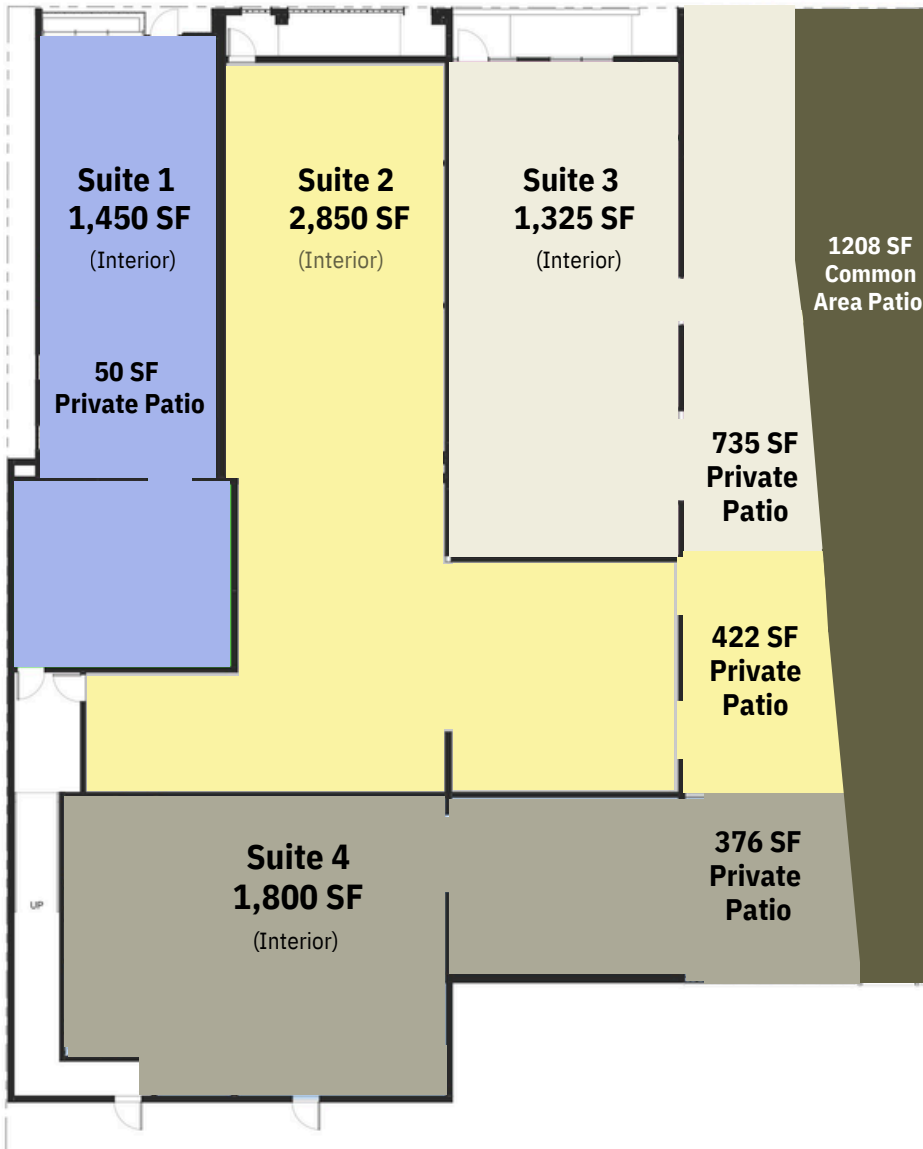 Suite 1
1,450 SF
(Interior)
50 SF
Private Patio
Suite 2
2,850 SF
(Interior)
Suite 3
1,325 SF
(Interior)
1208 SF
Common
Area Patio
735 SF
Private
Patio
422 SF
Private
Patio
376 SF
Private
Patio
Suite 4
1,800 SF
(Interior)
UP